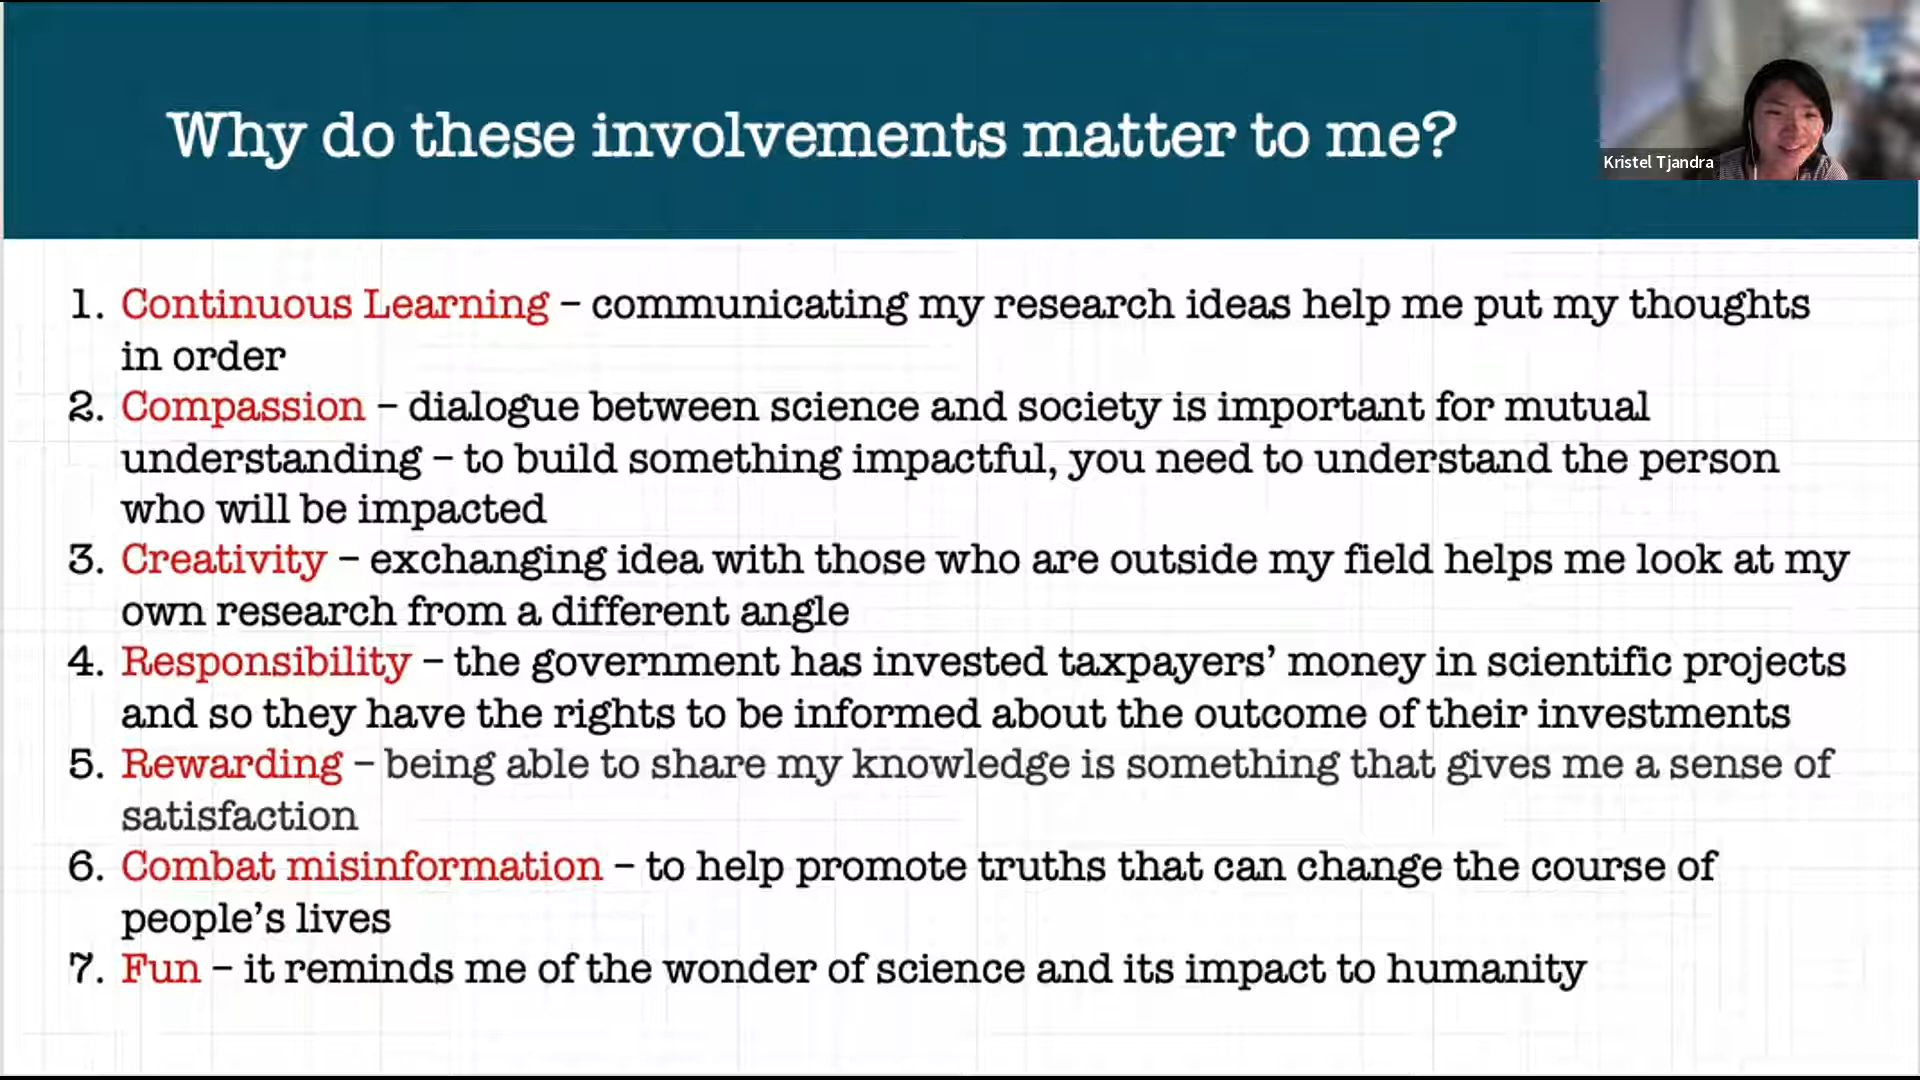 Why do these involvements matter to me?
Kristel Tjandra
1. Continuous Learning – communicating my research ideas help me put my thoughts
in order
2. Compassion – dialogue between science and society is important for mutual
understanding – to build something impactful, you need to understand the person
who will be impacted
3. Creativity – exchanging idea with those who are outside my field helps me look at my
own research from a different angle
4. Responsibility – the government has invested taxpayers’ money in scientific projects
and so they have the rights to be informed about the outcome of their investments
5. Rewarding – being able to share my knowledge is something that gives me a sense of
satisfaction
6. Combat misinformation – to help promote truths that can change the course of
people’s lives
7. Fun – it reminds me of the wonder of science and its impact to humanity